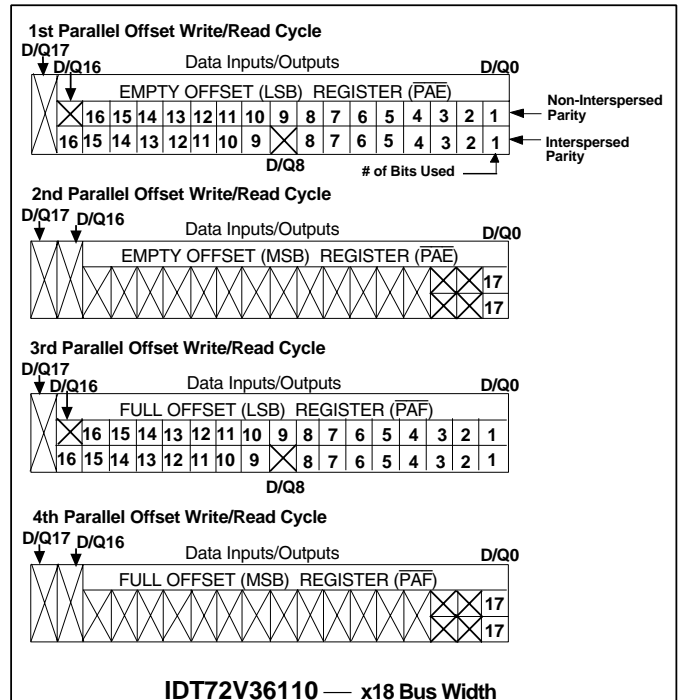 1st Parallel Offset Write/Read Cycle
D/Q17
D/Q16 Data Inputs/Outputs D/Q0
EMPTY OFFSET (LSB) REGISTER (PAE)
16 15 14 13 12 11 10 9 8 7 6 5 4 3 2 1 Non-Interspersed Parity
16 15 14 13 12 11 10 9 8 7 6 5 4 3 2 1 Interspersed Parity
D/Q8 # of Bits Used
2nd Parallel Offset Write/Read Cycle
D/Q17 D/Q16 Data Inputs/Outputs D/Q0
EMPTY OFFSET (MSB) REGISTER (PAE)
17
17
3rd Parallel Offset Write/Read Cycle
D/Q17
D/Q16 Data Inputs/Outputs D/Q0
FULL OFFSET (LSB) REGISTER (PAF)
16 15 14 13 12 11 10 9 8 7 6 5 4 3 2 1
16 15 14 13 12 11 10 9 8 7 6 5 4 3 2 1
D/Q8
4th Parallel Offset Write/Read Cycle
D/Q17 D/Q16 Data Inputs/Outputs D/Q0
FULL OFFSET (MSB) REGISTER (PAF)
17
17
IDT72V36110 — x18 Bus Width